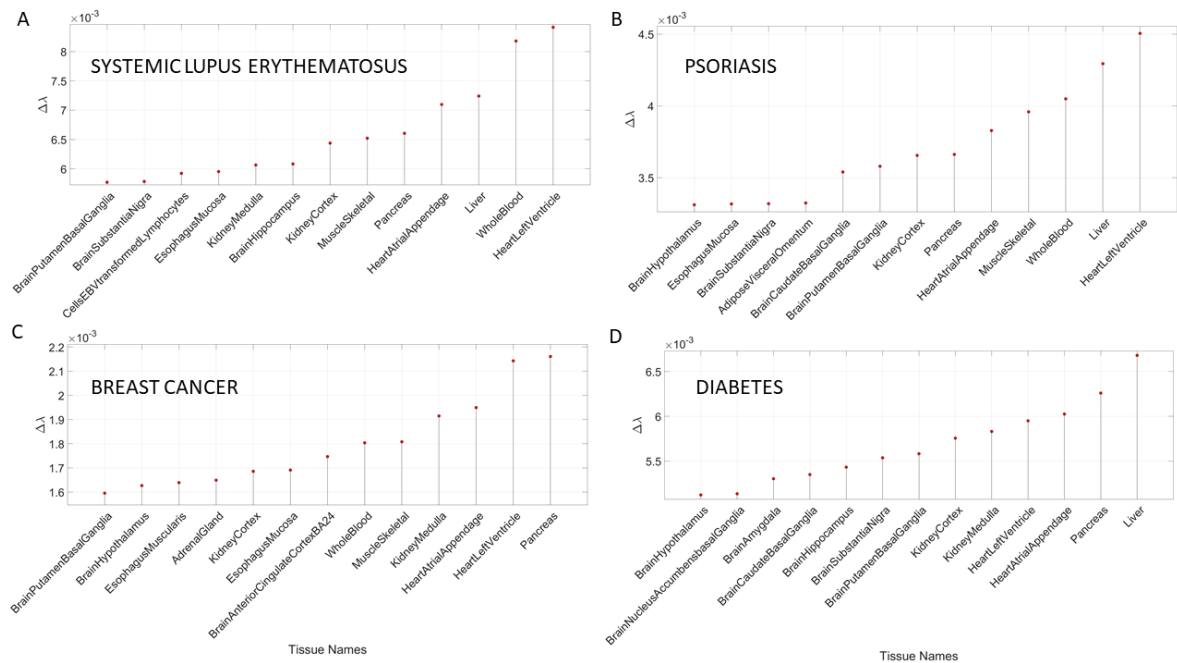 A
×10⁻³
SYSTEMIC LUPUS ERYTHEMATOSUS
Δλ
8
7.5
7
6.5
6
BrainPutamenBasalGanglia
BrainSubstantiaNigra
CellsEBVtransformedLymphocytes
EsophagusMucosa
KidneyMedulla
BrainHippocampus
KidneyCortex
MuscleSkeletal
Pancreas
HeartAtrialAppendage
Liver
WholeBlood
HeartLeftVentricle
B
×10⁻³
PSORIASIS
Δλ
4.5
4
3.5
BrainHypothalamus
EsophagusMucosa
BrainSubstantiaNigra
AdiposeVisceralOmentum
BrainCaudateBasalGanglia
BrainPutamenBasalGanglia
KidneyCortex
Pancreas
HeartAtrialAppendage
MuscleSkeletal
WholeBlood
Liver
HeartLeftVentricle
C
×10⁻³
BREAST CANCER
Δλ
2.2
2.1
2
1.9
1.8
1.7
1.6
BrainPutamenBasalGanglia
BrainHypothalamus
EsophagusMuscularis
AdrenalGland
KidneyCortex
EsophagusMucosa
BrainAnteriorCingulateCortexBA24
WholeBlood
MuscleSkeletal
KidneyMedulla
HeartAtrialAppendage
HeartLeftVentricle
Pancreas
Tissue Names
D
×10⁻³
DIABETES
Δλ
6.5
6
5.5
BrainHypothalamus
BrainNucleusAccumbensbasalGanglia
BrainAmygdala
BrainCaudateBasalGanglia
BrainHippocampus
BrainSubstantiaNigra
BrainPutamenBasalGanglia
KidneyCortex
KidneyMedulla
HeartLeftVentricle
HeartAtrialAppendage
Pancreas
Liver
Tissue Names